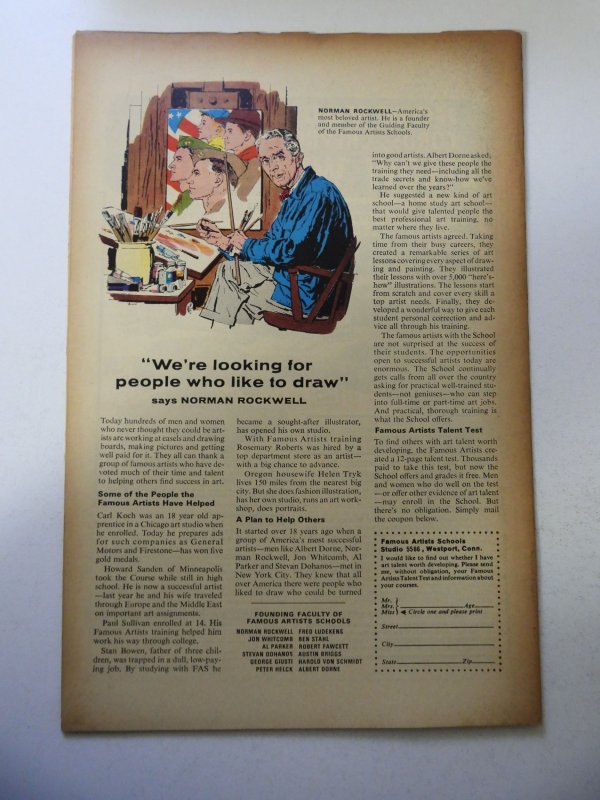 NORMAN ROCKWELL—America's
most beloved artist. He is a founder
and member of the Guiding Faculty
of the Famous Artists Schools.
"We're looking for
people who like to draw"
says NORMAN ROCKWELL
Today hundreds of men and women
who never thought they could be art-
ists are working at easels and drawing
boards, making pictures and getting
well paid for it. They all can thank a
group of famous artists who have de-
voted much of their time and talent
to helping others find success in art.
Some of the People the
Famous Artists Have Helped
Carl Koch was an 18 year old ap-
prentice in a Chicago art studio when
he enrolled. Today he prepares ads
for such companies as General
Motors and Firestone—has won five
gold medals.
Howard Sanden of Minneapolis
took the Course while still in high
school. He is now a successful artist
—last year he and his wife traveled
through Europe and the Middle East
on important art assignments.
Paul Sullivan enrolled at 14. His
Famous Artists training helped him
work his way through college.
Stan Bowen, father of three chil-
dren, was trapped in a dull, low-pay-
ing job. By studying with FAS he
became a sought-after illustrator,
has opened his own studio.
With Famous Artists training
Rosemary Roberts was hired by a
top department store as an artist—
with a big chance to advance.
Oregon housewife Helen Tryk
lives 150 miles from the nearest big
city. But she does fashion illustration,
has her own studio, runs an art work-
shop, does portraits.
A Plan to Help Others
It started over 18 years ago when a
group of America's most successful
artists—men like Albert Dorne, Nor-
man Rockwell, Jon Whitcomb, Al
Parker and Stevan Dohanos—met in
New York City. They knew that all
over America there were people who
liked to draw who could be turned
FOUNDING FACULTY OF
FAMOUS ARTISTS SCHOOLS
NORMAN ROCKWELL FRED LUDEKENS
JON WHITCOMB BEN STAHL
AL PARKER ROBERT FAWCETT
STEVAN DOHANOS AUSTIN BRIGGS
GEORGE GIUSTI HAROLD VON SCHMIDT
PETER HELCK ALBERT DORNE
into good artists. Albert Dorne asked;
"Why can't we give these people the
training they need—including all the
trade secrets and know-how we've
learned over the years?"
He suggested a new kind of art
school—a home study art school—
that would give talented people the
best professional art training, no
matter where they live.
The famous artists agreed. Taking
time from their busy careers, they
created a remarkable series of art
lessons covering every aspect of draw-
ing and painting. They illustrated
their lessons with over 5,000 "here's-
how" illustrations. The lessons start
from scratch and cover every skill a
top artist needs. Finally, they de-
veloped a wonderful way to give each
student personal correction and ad-
vice all through his training.
The famous artists with the School
are not surprised at the success of
their students. The opportunities
open to successful artists today are
enormous. The School continually
gets calls from all over the country
asking for practical well-trained stu-
dents—not geniuses—who can step
into full-time or part-time art jobs.
And practical, thorough training is
what the School offers.
Famous Artists Talent Test
To find others with art talent worth
developing, the Famous Artists cre-
ated a 12-page talent test. Thousands
paid to take this test, but now the
School offers and grades it free. Men
and women who do well on the test
—or offer other evidence of art talent
—may enroll in the School. But
there's no obligation. Simply mail
the coupon below.
Famous Artists Schools
Studio 5586, Westport, Conn.
I would like to find out whether I have
art talent worth developing. Please send
me, without obligation, your Famous
Artists Talent Test and information about
your courses.
Mr.
Mrs. Age
Miss Circle one and please print
Street
City
State Zip